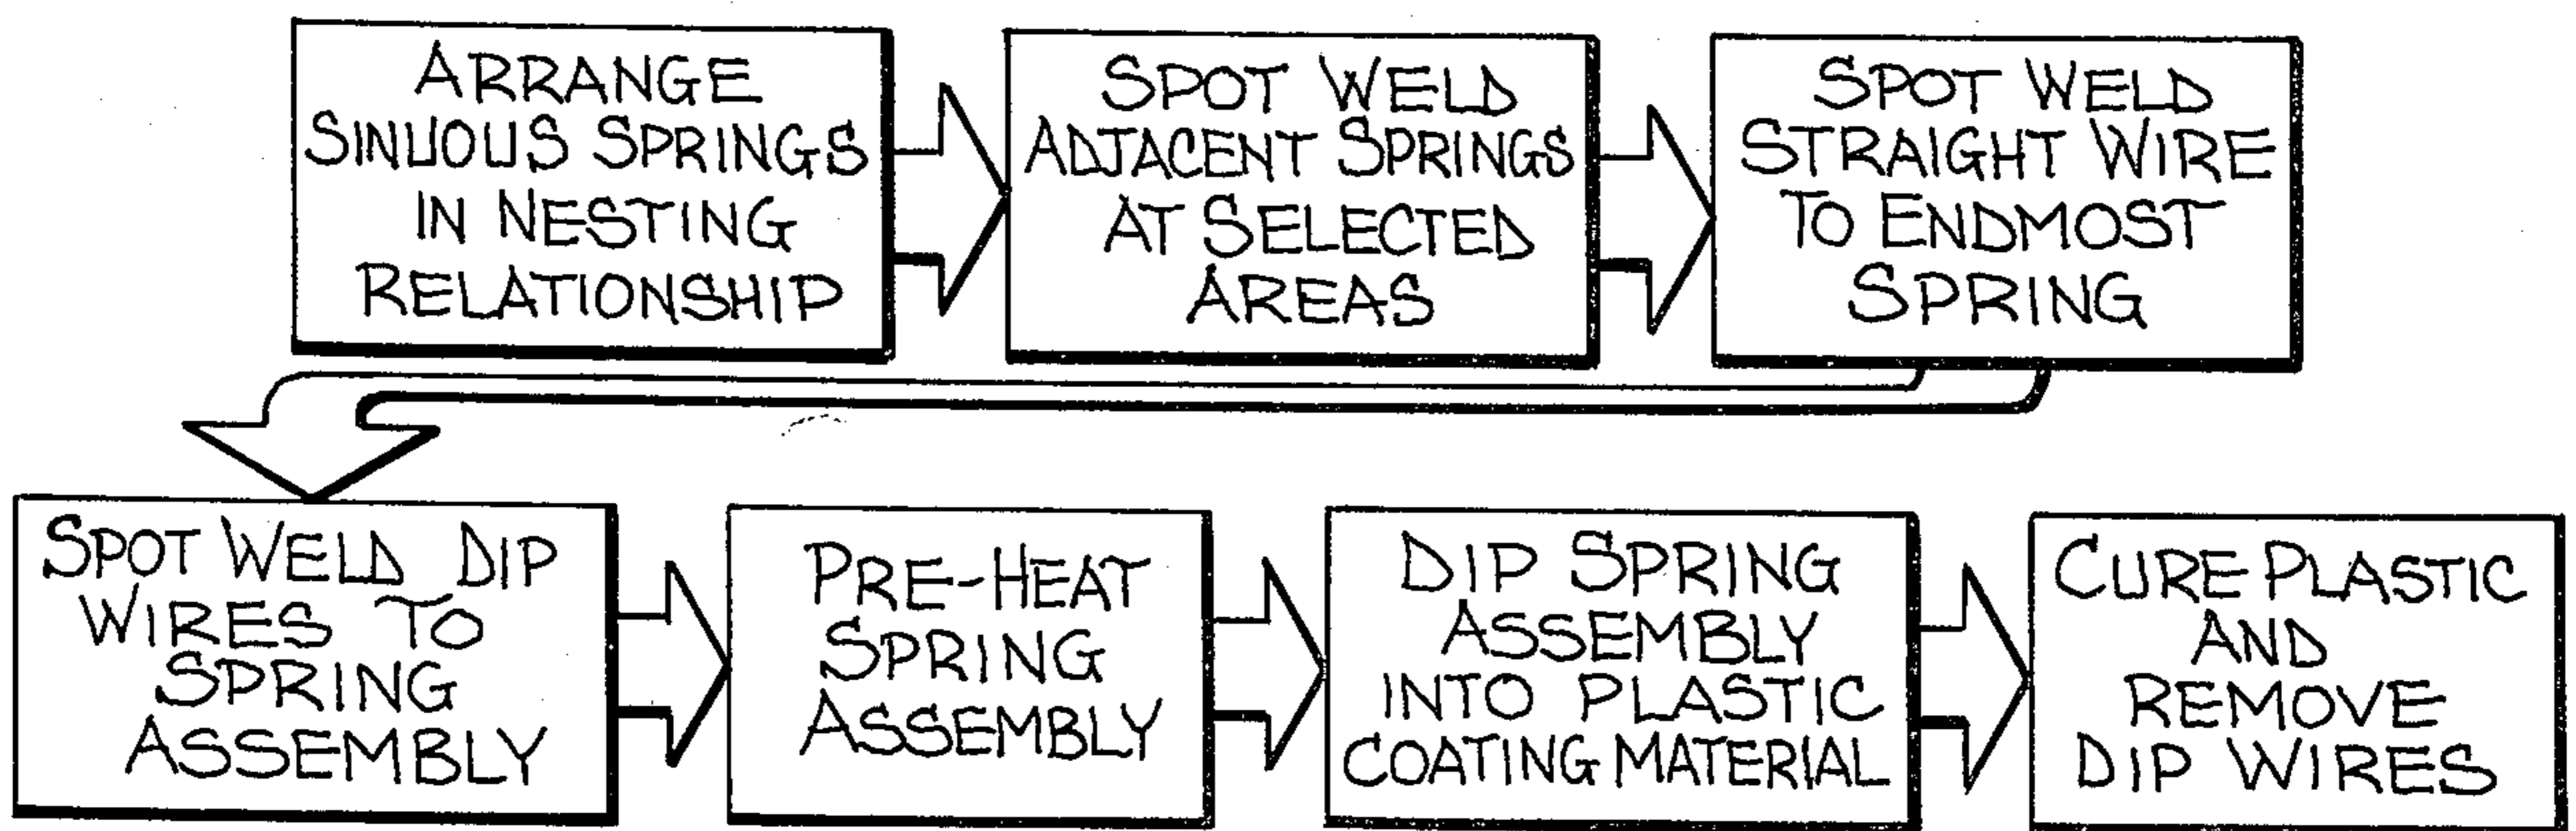 ARRANGE
SINUOUS SPRINGS
IN NESTING
RELATIONSHIP
SPOT WELD
ADJACENT SPRINGS
AT SELECTED
AREAS
SPOT WELD
STRAIGHT WIRE
TO ENDMOST
SPRING
SPOT WELD DIP
WIRES TO
SPRING
ASSEMBLY
PRE-HEAT
SPRING
ASSEMBLY
DIP SPRING
ASSEMBLY
INTO PLASTIC
COATING MATERIAL
CURE PLASTIC
AND
REMOVE
DIP WIRES